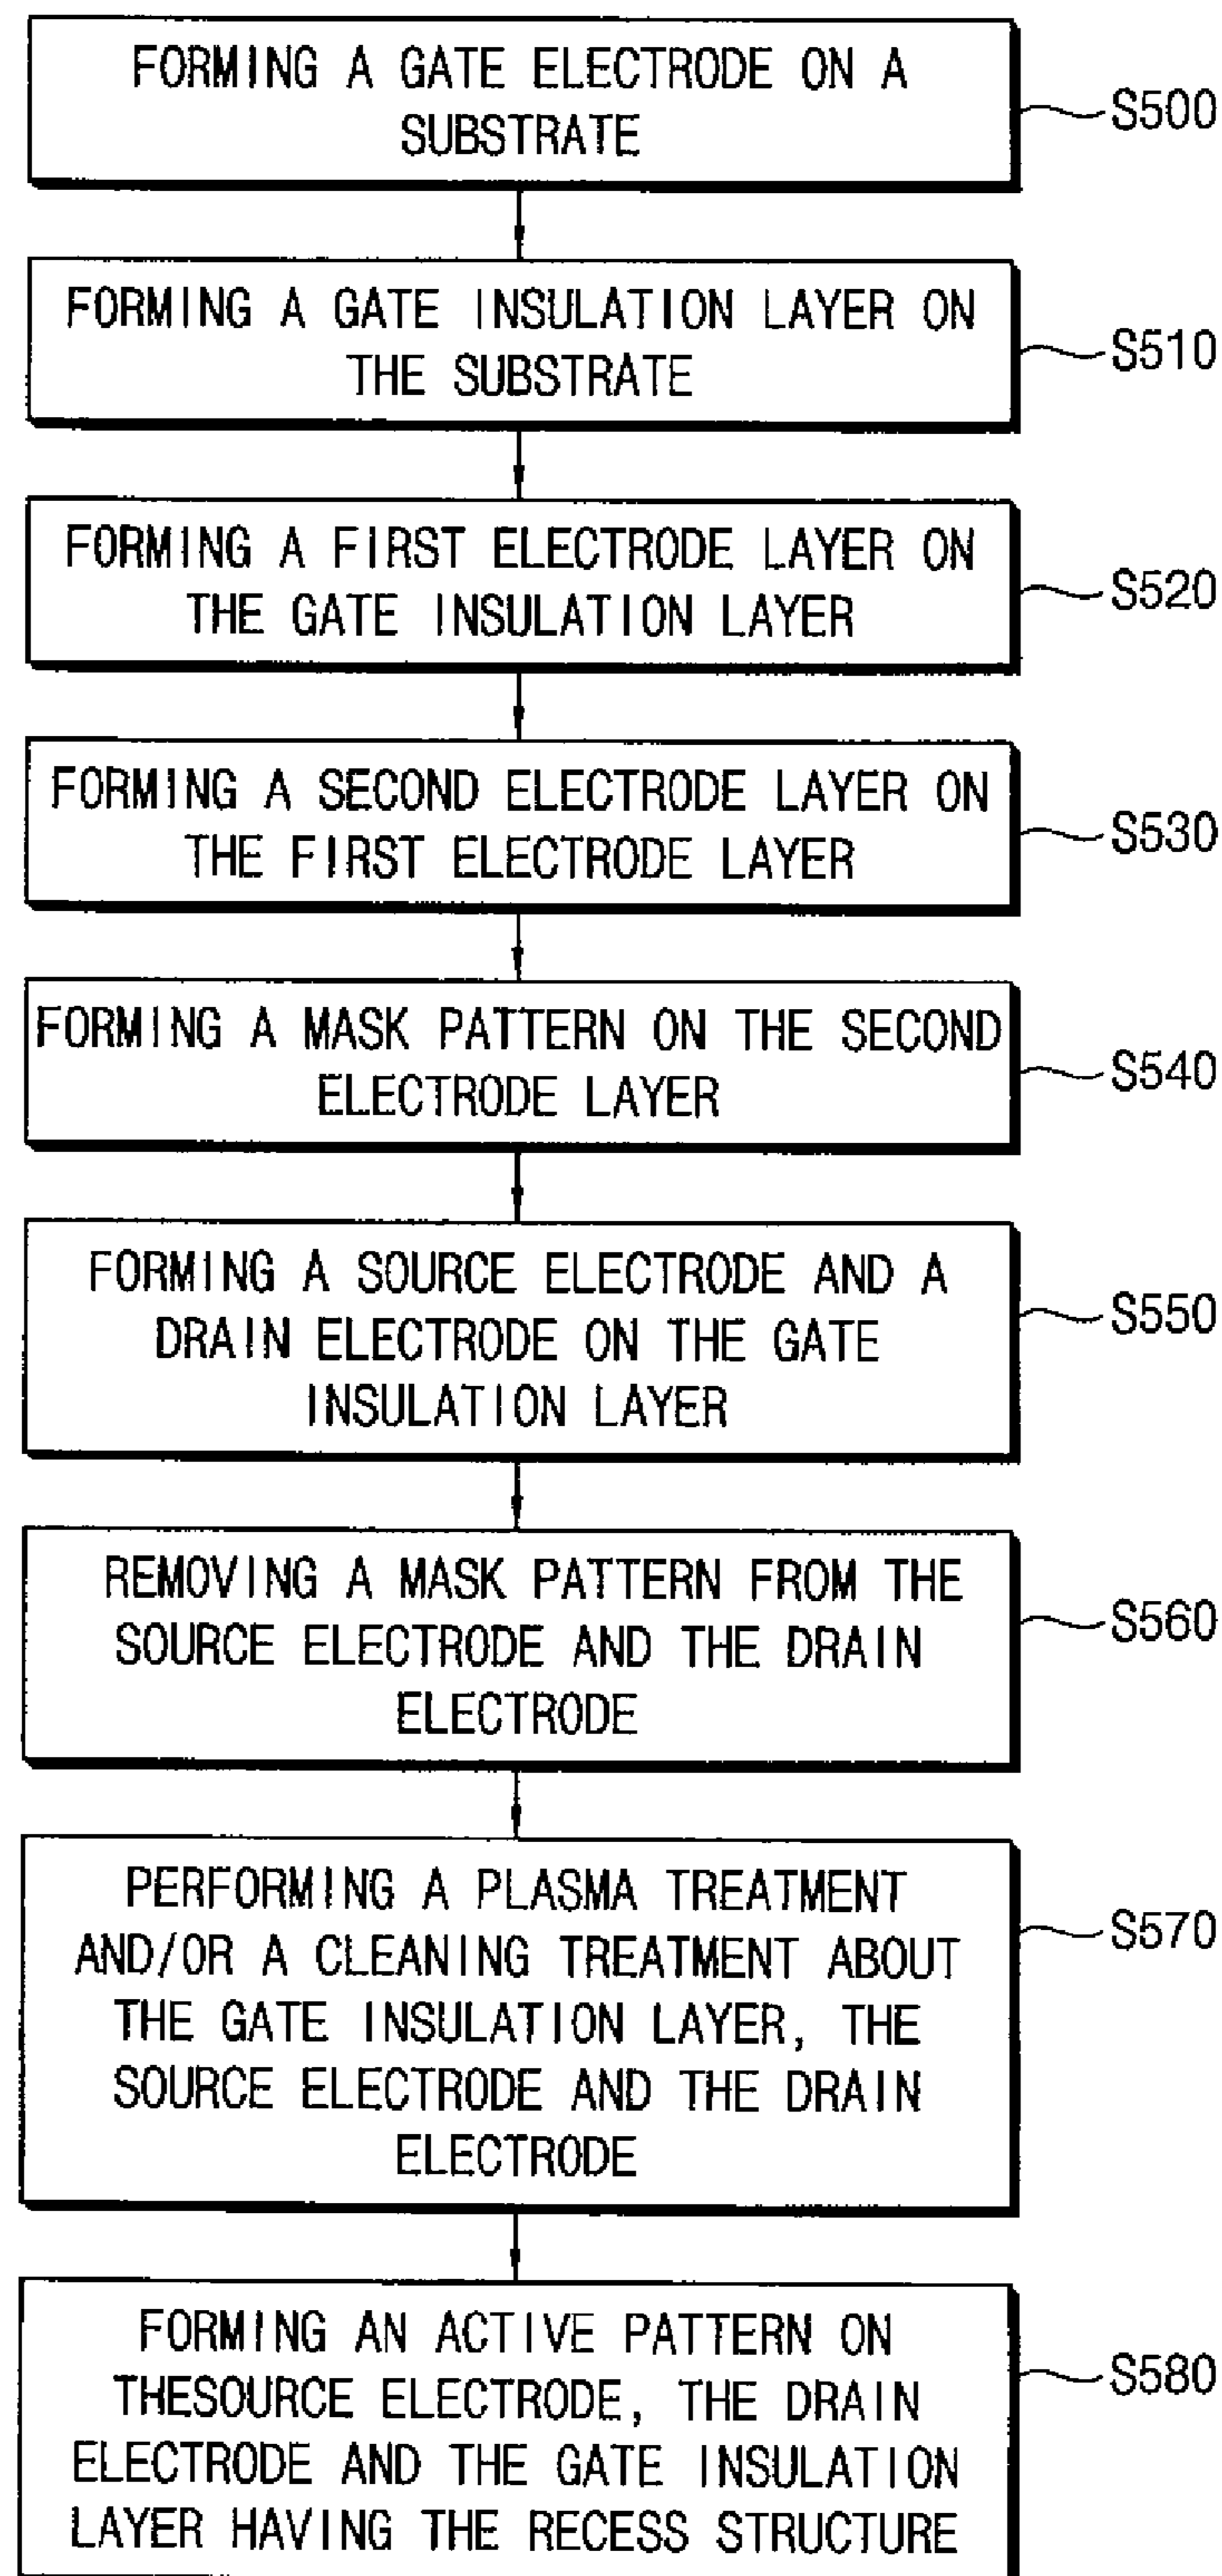 FORMING A GATE ELECTRODE ON A
SUBSTRATE
S500
FORMING A GATE INSULATION LAYER ON
THE SUBSTRATE
S510
FORMING A FIRST ELECTRODE LAYER ON
THE GATE INSULATION LAYER
S520
FORMING A SECOND ELECTRODE LAYER ON
THE FIRST ELECTRODE LAYER
S530
FORMING A MASK PATTERN ON THE SECOND
ELECTRODE LAYER
S540
FORMING A SOURCE ELECTRODE AND A
DRAIN ELECTRODE ON THE GATE
INSULATION LAYER
S550
REMOVING A MASK PATTERN FROM THE
SOURCE ELECTRODE AND THE DRAIN
ELECTRODE
S560
PERFORMING A PLASMA TREATMENT
AND/OR A CLEANING TREATMENT ABOUT
THE GATE INSULATION LAYER, THE
SOURCE ELECTRODE AND THE DRAIN
ELECTRODE
S570
FORMING AN ACTIVE PATTERN ON
THESOURCE ELECTRODE, THE DRAIN
ELECTRODE AND THE GATE INSULATION
LAYER HAVING THE RECESS STRUCTURE
S580